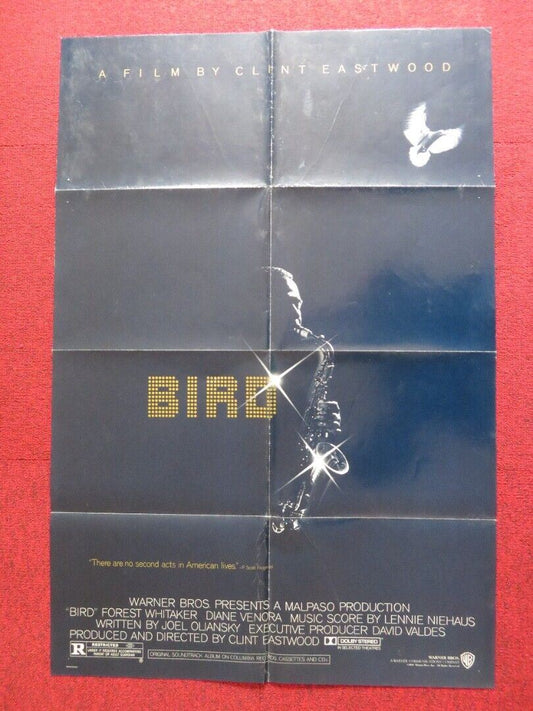 A FILM BY CLINT EASTWOOD
BIRD
"There are no second acts in American lives."
WARNER BROS. PRESENTS A MALPASO PRODUCTION
"BIRD" FOREST WHITAKER DIANE VENORA MUSIC SCORE BY LENNIE NIEHAUS
WRITTEN BY JOEL OLIANSKY EXECUTIVE PRODUCER DAVID VALDES
PRODUCED AND DIRECTED BY CLINT EASTWOOD DOLBY STEREO
IN SELECTED THEATRES
R RESTRICTED
ORIGINAL SOUNDTRACK ALBUM ON COLUMBIA RECORDS, CASSETTES AND CDs
WARNER BROS.